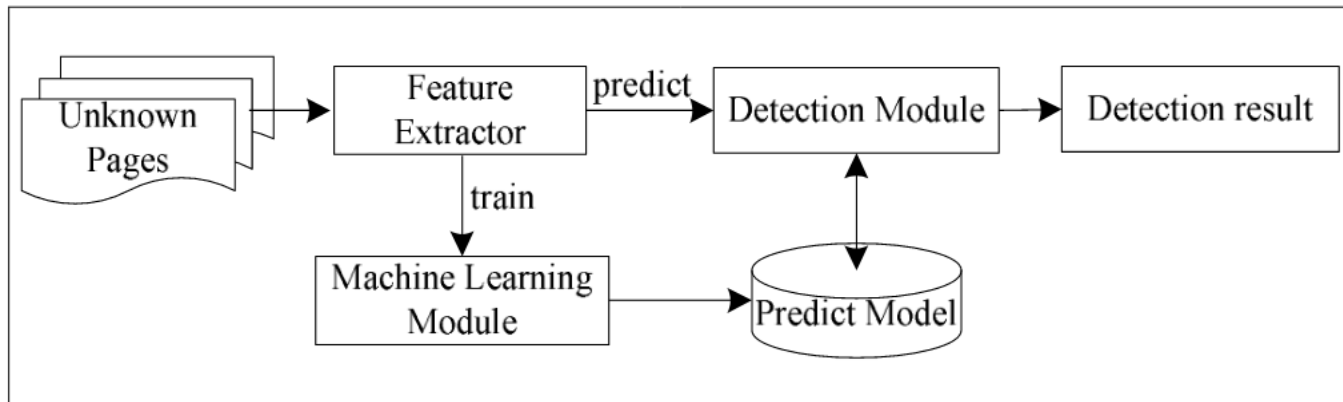 Unknown
Pages
Feature
Extractor
predict
Detection Module
Detection result
train
Machine Learning
Module
Predict Model